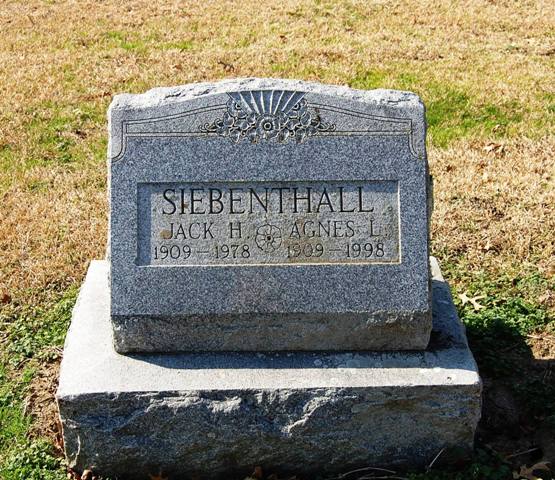 SIEBENTHALL
JACK H. AGNES L.
1909 — 1978 1909 — 1998